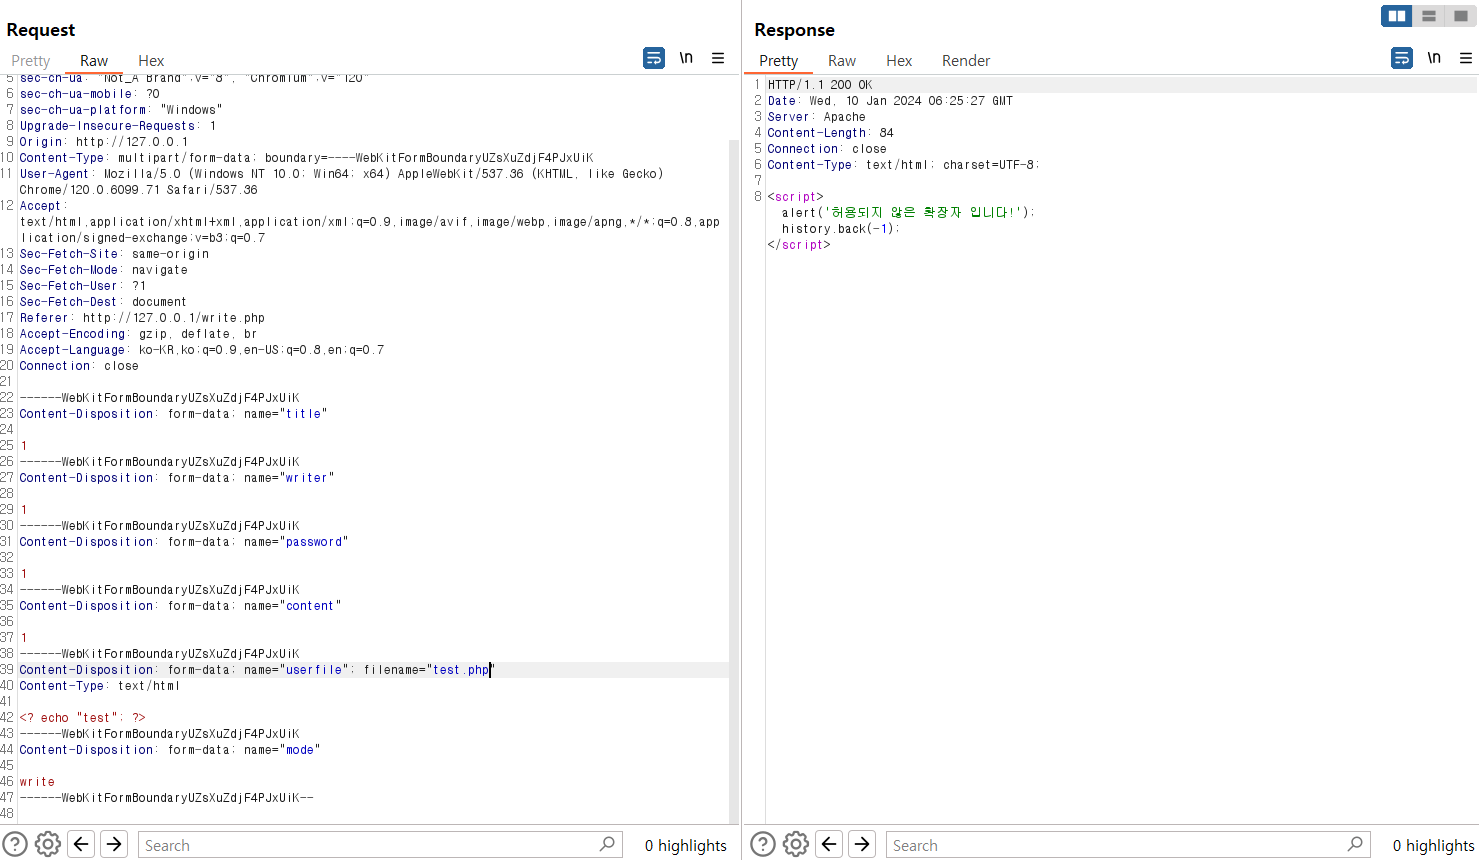 Request
Pretty Raw Hex
\n
5 sec-ch-ua: "Not_A Brand";v="8", "Chromium";v="120"
6 sec-ch-ua-mobile: ?0
7 sec-ch-ua-platform: "Windows"
8 Upgrade-Insecure-Requests: 1
9 Origin: http://127.0.0.1
10 Content-Type: multipart/form-data; boundary=----WebKitFormBoundaryUZsXuZdjF4PJxUiK
11 User-Agent: Mozilla/5.0 (Windows NT 10.0; Win64; x64) AppleWebKit/537.36 (KHTML, like Gecko)
Chrome/120.0.6099.71 Safari/537.36
12 Accept:
text/html,application/xhtml+xml,application/xml;q=0.9,image/avif,image/webp,image/apng,*/*;q=0.8,app
lication/signed-exchange;v=b3;q=0.7
13 Sec-Fetch-Site: same-origin
14 Sec-Fetch-Mode: navigate
15 Sec-Fetch-User: ?1
16 Sec-Fetch-Dest: document
17 Referer: http://127.0.0.1/write.php
18 Accept-Encoding: gzip, deflate, br
19 Accept-Language: ko-KR,ko;q=0.9,en-US;q=0.8,en;q=0.7
20 Connection: close
21
22 ------WebKitFormBoundaryUZsXuZdjF4PJxUiK
23 Content-Disposition: form-data; name="title"
24
25 1
26 ------WebKitFormBoundaryUZsXuZdjF4PJxUiK
27 Content-Disposition: form-data; name="writer"
28
29 1
30 ------WebKitFormBoundaryUZsXuZdjF4PJxUiK
31 Content-Disposition: form-data; name="password"
32
33 1
34 ------WebKitFormBoundaryUZsXuZdjF4PJxUiK
35 Content-Disposition: form-data; name="content"
36
37 1
38 ------WebKitFormBoundaryUZsXuZdjF4PJxUiK
39 Content-Disposition: form-data; name="userfile"; filename="test.php"
40 Content-Type: text/html
41
42 <? echo "test"; ?>
43 ------WebKitFormBoundaryUZsXuZdjF4PJxUiK
44 Content-Disposition: form-data; name="mode"
45
46 write
47 ------WebKitFormBoundaryUZsXuZdjF4PJxUiK--
48
Search
0 highlights
Response
Pretty Raw Hex Render
\n
1 HTTP/1.1 200 OK
2 Date: Wed, 10 Jan 2024 06:25:27 GMT
3 Server: Apache
4 Content-Length: 84
5 Connection: close
6 Content-Type: text/html; charset=UTF-8;
7
8 <script>
alert('허용되지 않은 확장자 입니다!');
history.back(-1);
</script>
Search
0 highlights